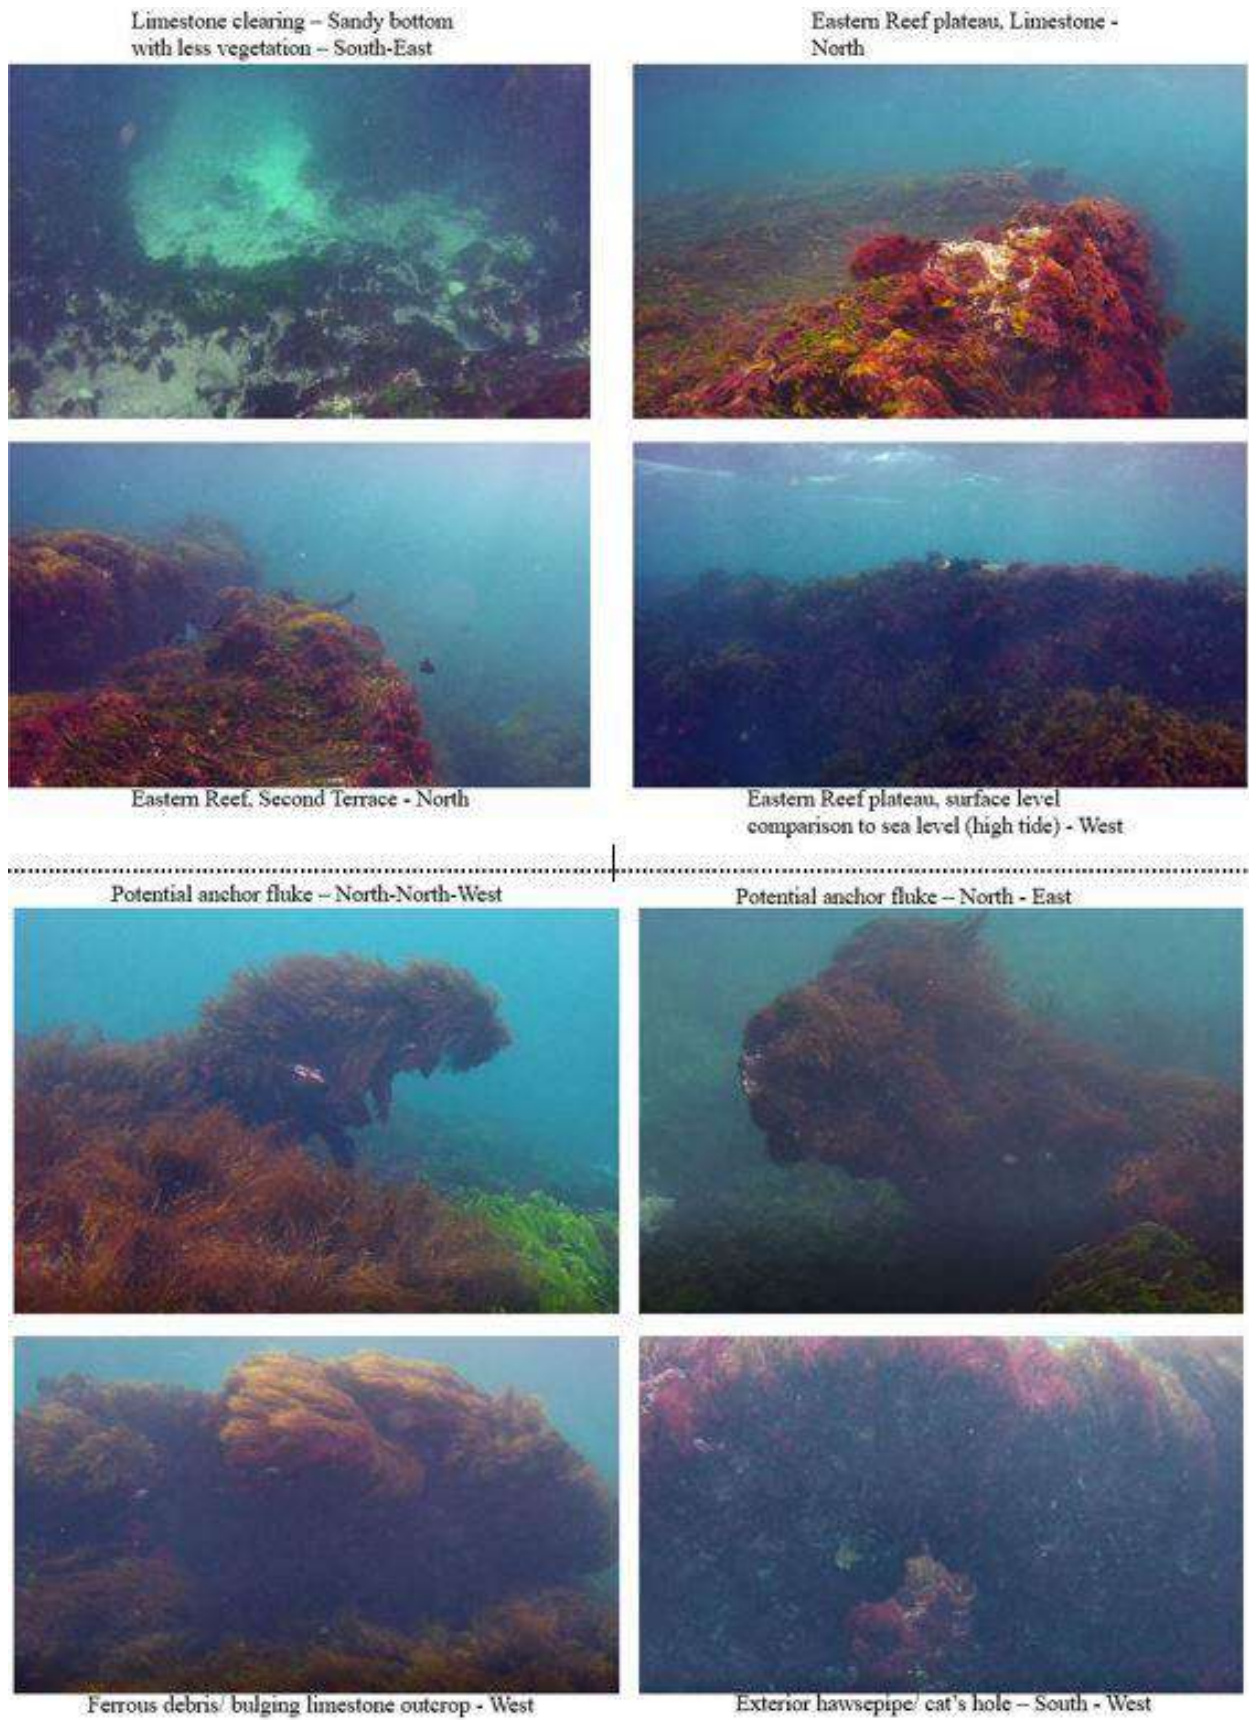 Limestone clearing – Sandy bottom
with less vegetation – South-East
Eastern Reef plateau, Limestone -
North
Eastern Reef, Second Terrace - North
Eastern Reef plateau, surface level
comparison to sea level (high tide) - West
Potential anchor fluke – North-North-West
Potential anchor fluke – North - East
Ferrous debris/ bulging limestone outcrop - West
Exterior hawsepipe/ cat's hole – South - West